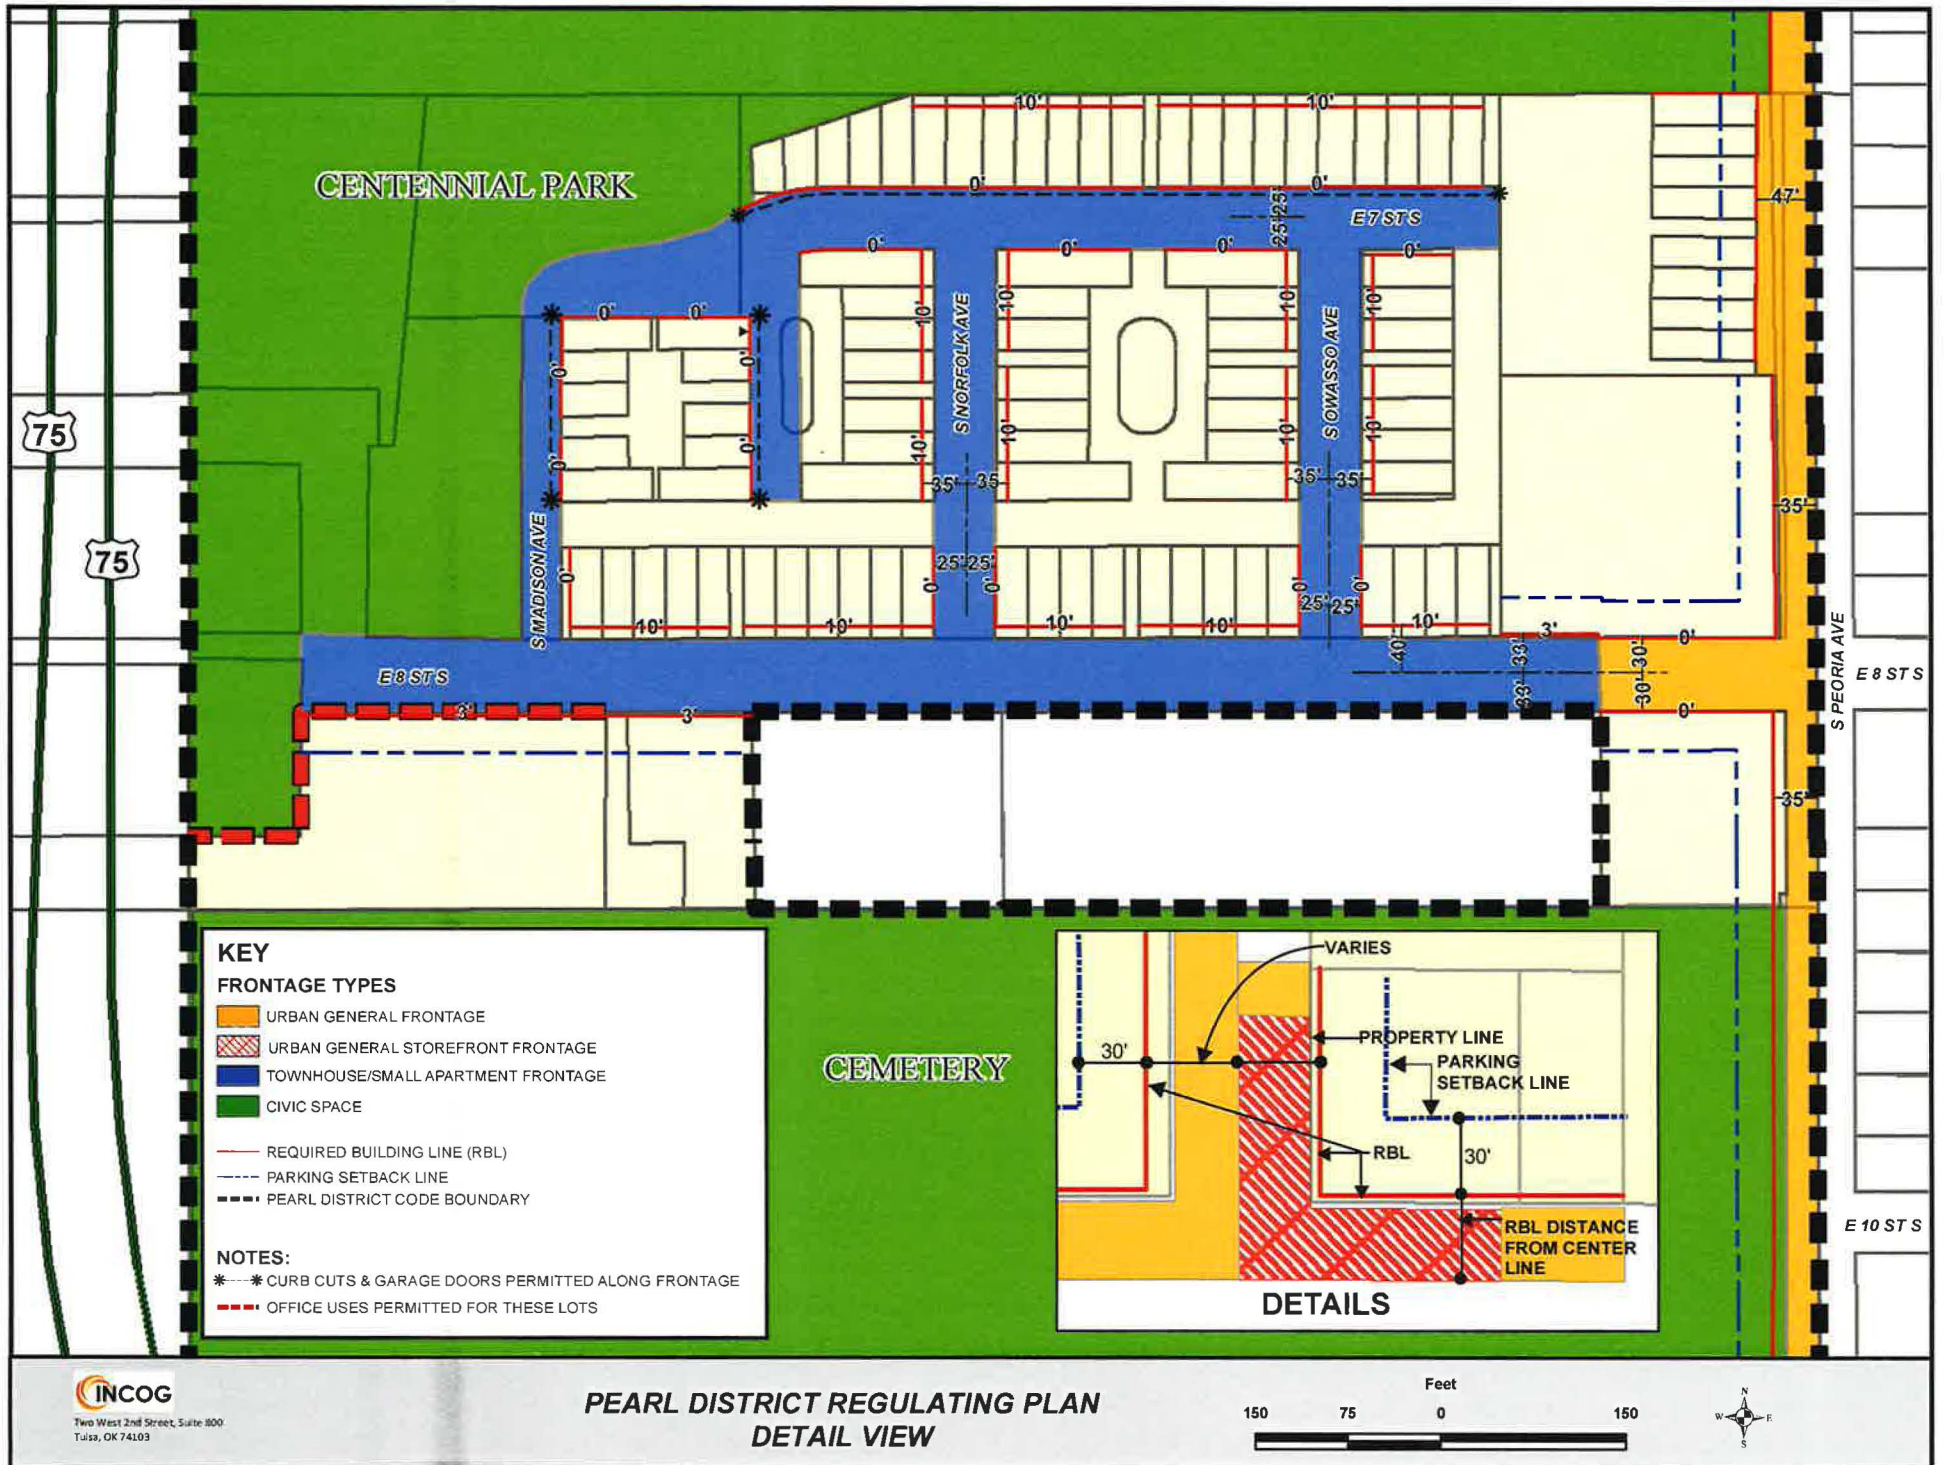 10'
10'
CENTENNIAL PARK
0'
0'
25'
25'
E 7 ST S
47'
0'
0'
0'
0'
0'
0'
10'
10'
10'
10'
S NORFOLK AVE
S OWASSO AVE
0'
0'
0'
0'
75
10'
10'
10'
10'
35'
35
35'
35'
35'
75
S MADISON AVE
0'
25'
25'
0'
0'
0'
25'
25'
0'
10'
10'
10'
10'
10'
3'
0'
40'
33'
33'
30'
30'
S PEORIA AVE
E 8 ST S
E 8 ST S
3'
3'
0'
35'
KEY
FRONTAGE TYPES
URBAN GENERAL FRONTAGE
URBAN GENERAL STOREFRONT FRONTAGE
TOWNHOUSE/SMALL APARTMENT FRONTAGE
CIVIC SPACE
REQUIRED BUILDING LINE (RBL)
PARKING SETBACK LINE
PEARL DISTRICT CODE BOUNDARY
NOTES:
CURB CUTS & GARAGE DOORS PERMITTED ALONG FRONTAGE
OFFICE USES PERMITTED FOR THESE LOTS
CEMETERY
VARIES
30'
PROPERTY LINE
PARKING
SETBACK LINE
RBL
30'
RBL DISTANCE
FROM CENTER
LINE
DETAILS
E 10 ST S
INCOG
Two West 2nd Street, Suite 800
Tulsa, OK 74103
PEARL DISTRICT REGULATING PLAN
DETAIL VIEW
Feet
150
75
0
150
N
W
E
S